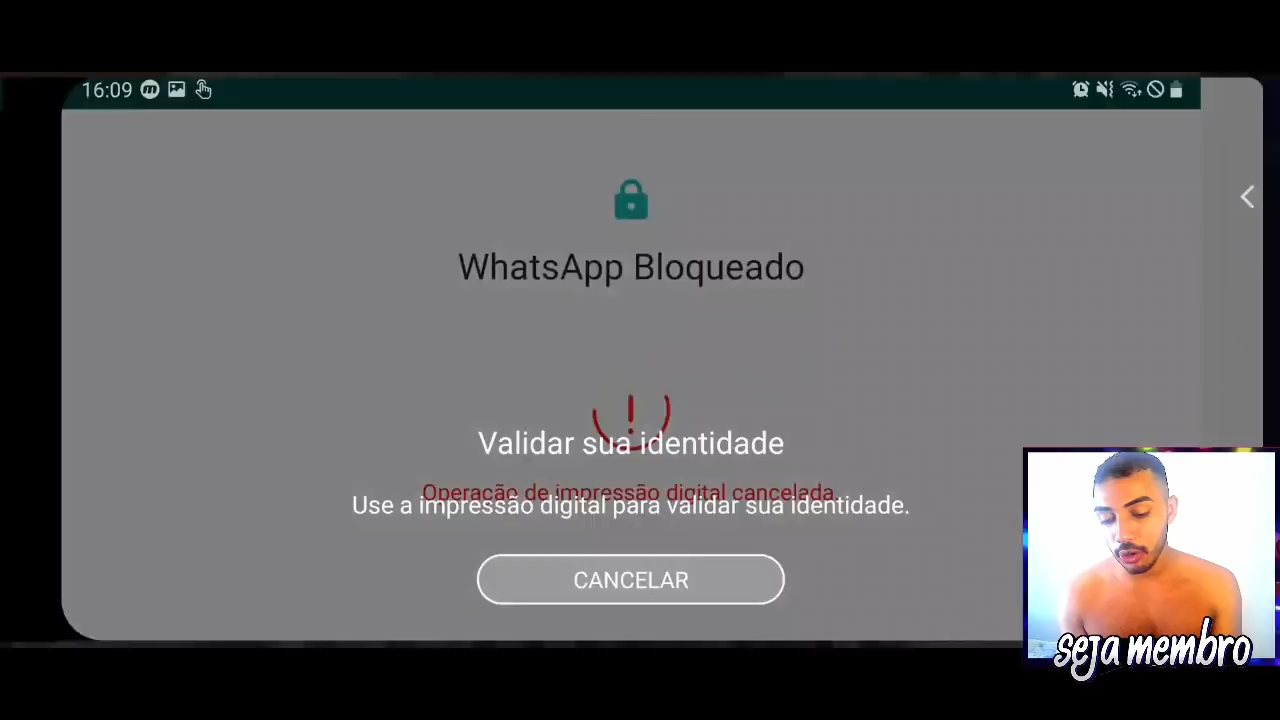 16:09
WhatsApp Bloqueado
Validar sua identidade
Operação de impressão digital cancelada.
Use a impressão digital para validar sua identidade.
CANCELAR
seja membro